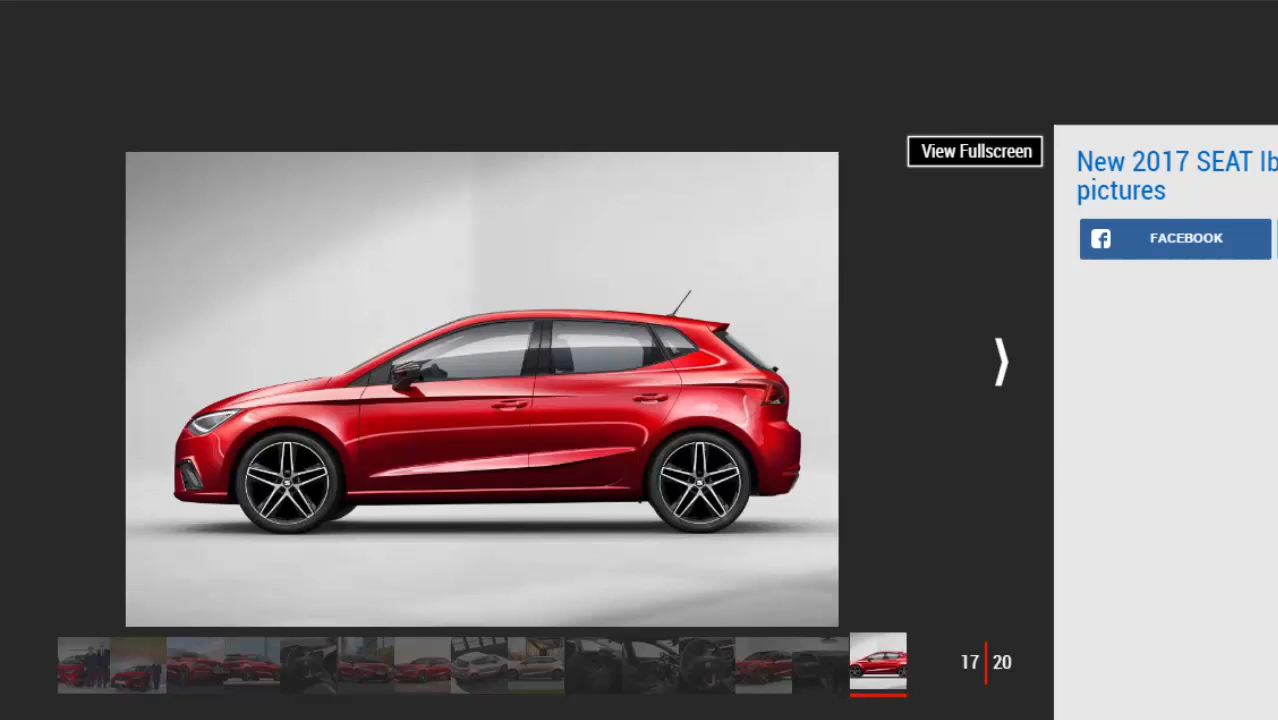 View Fullscreen
New 2017 SEAT Ib
pictures
FACEBOOK
17 20